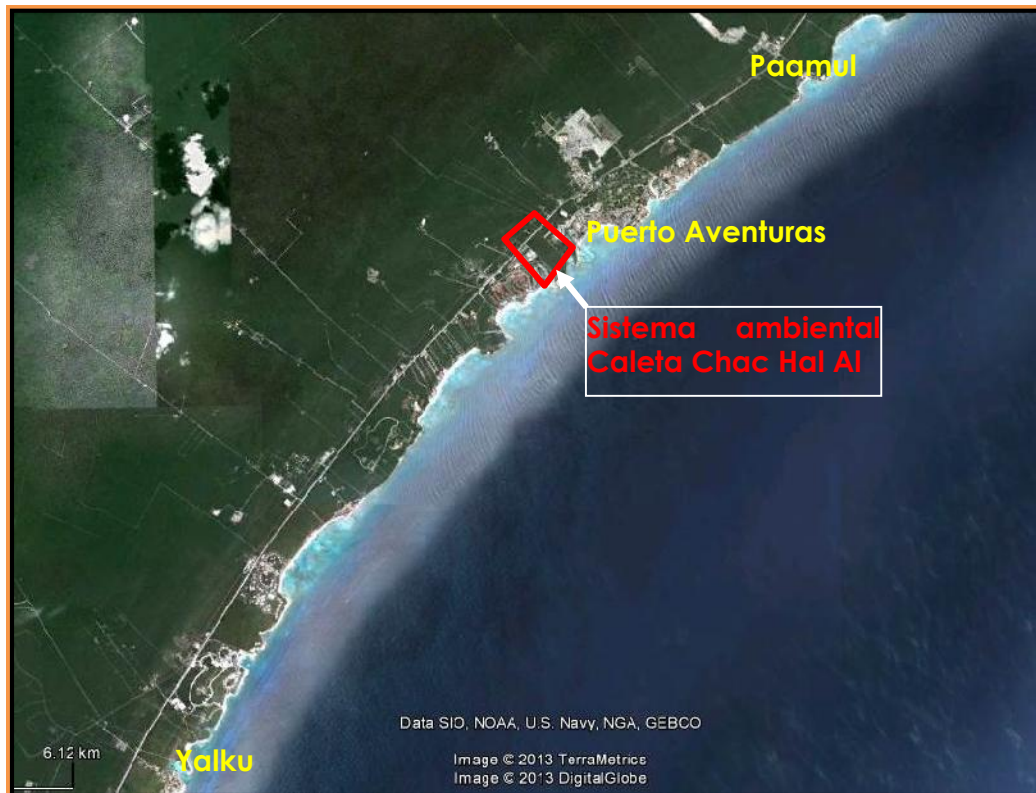 Paamul
Puerto Aventuras
Sistema ambiental
Caleta Chac Hal Al
Data SIO, NOAA, U.S. Navy, NGA, GEBCO
6.12 km
Image © 2013 TerraMetrics
Yalku
Image © 2013 DigitalGlobe